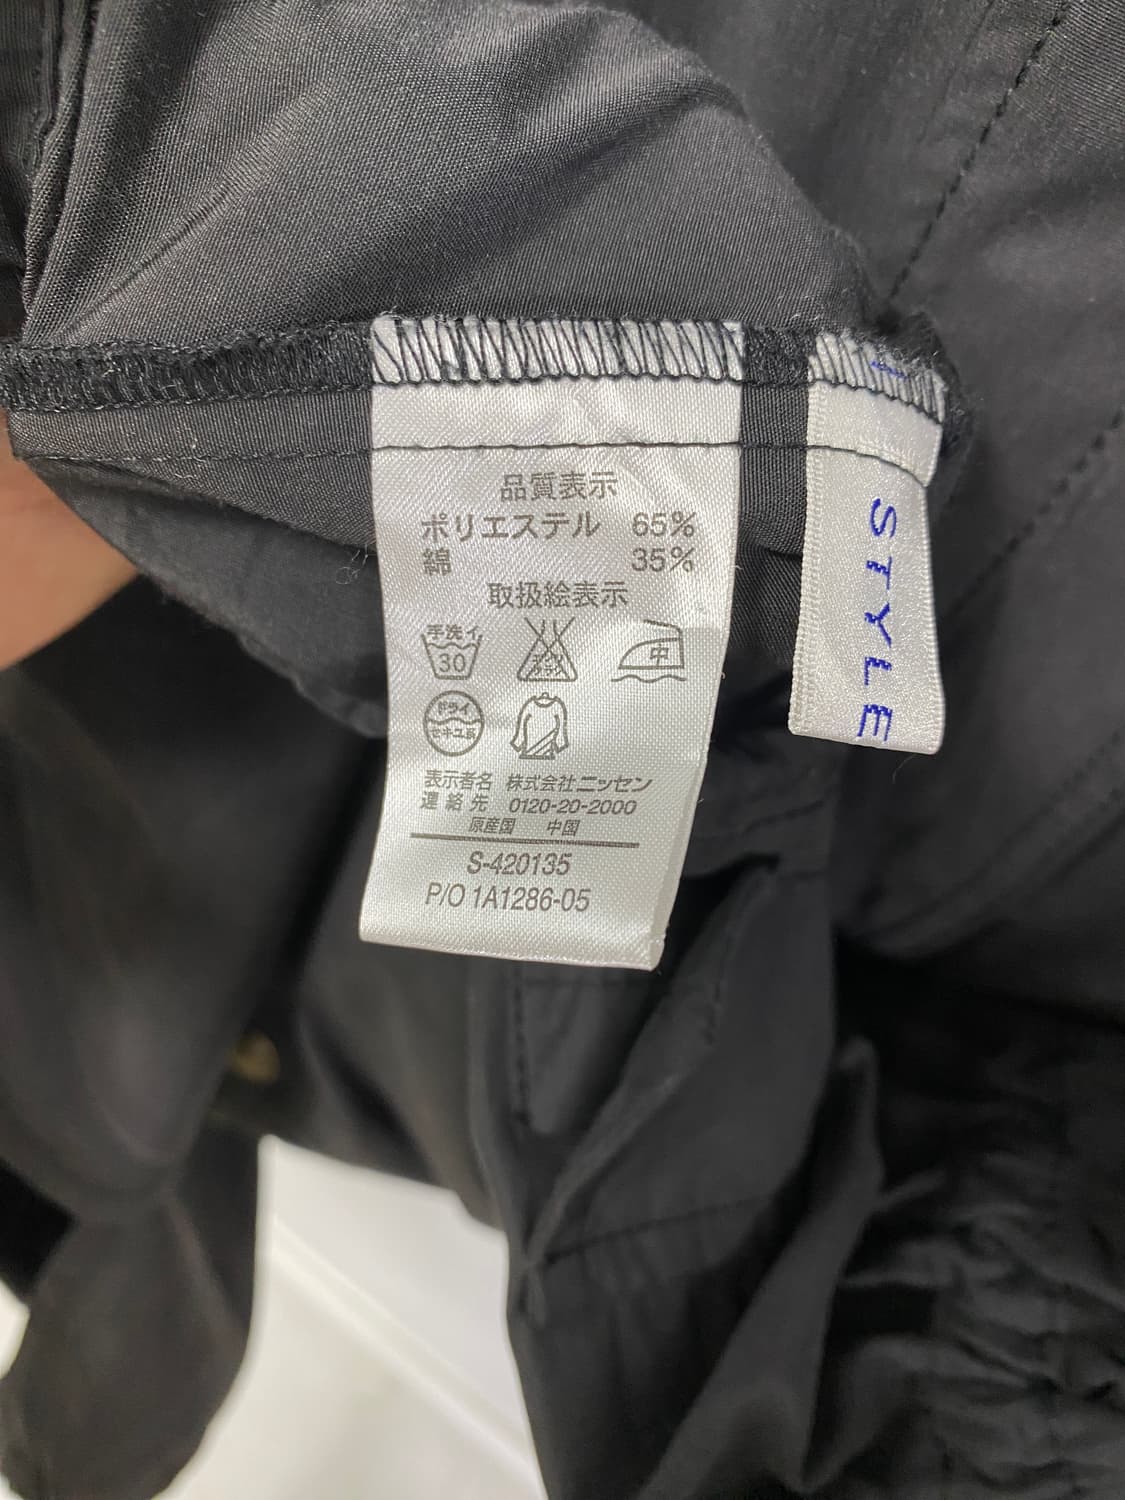 品質表示
ポリエステル 65%
綿 35%
取扱絵表示
手洗イ
30
中
ドライ
セキユ系
表示者名 株式会社ニッセン
連絡先 0120-20-2000
原産国 中国
S-420135
P/O 1A1286-05
STYLE